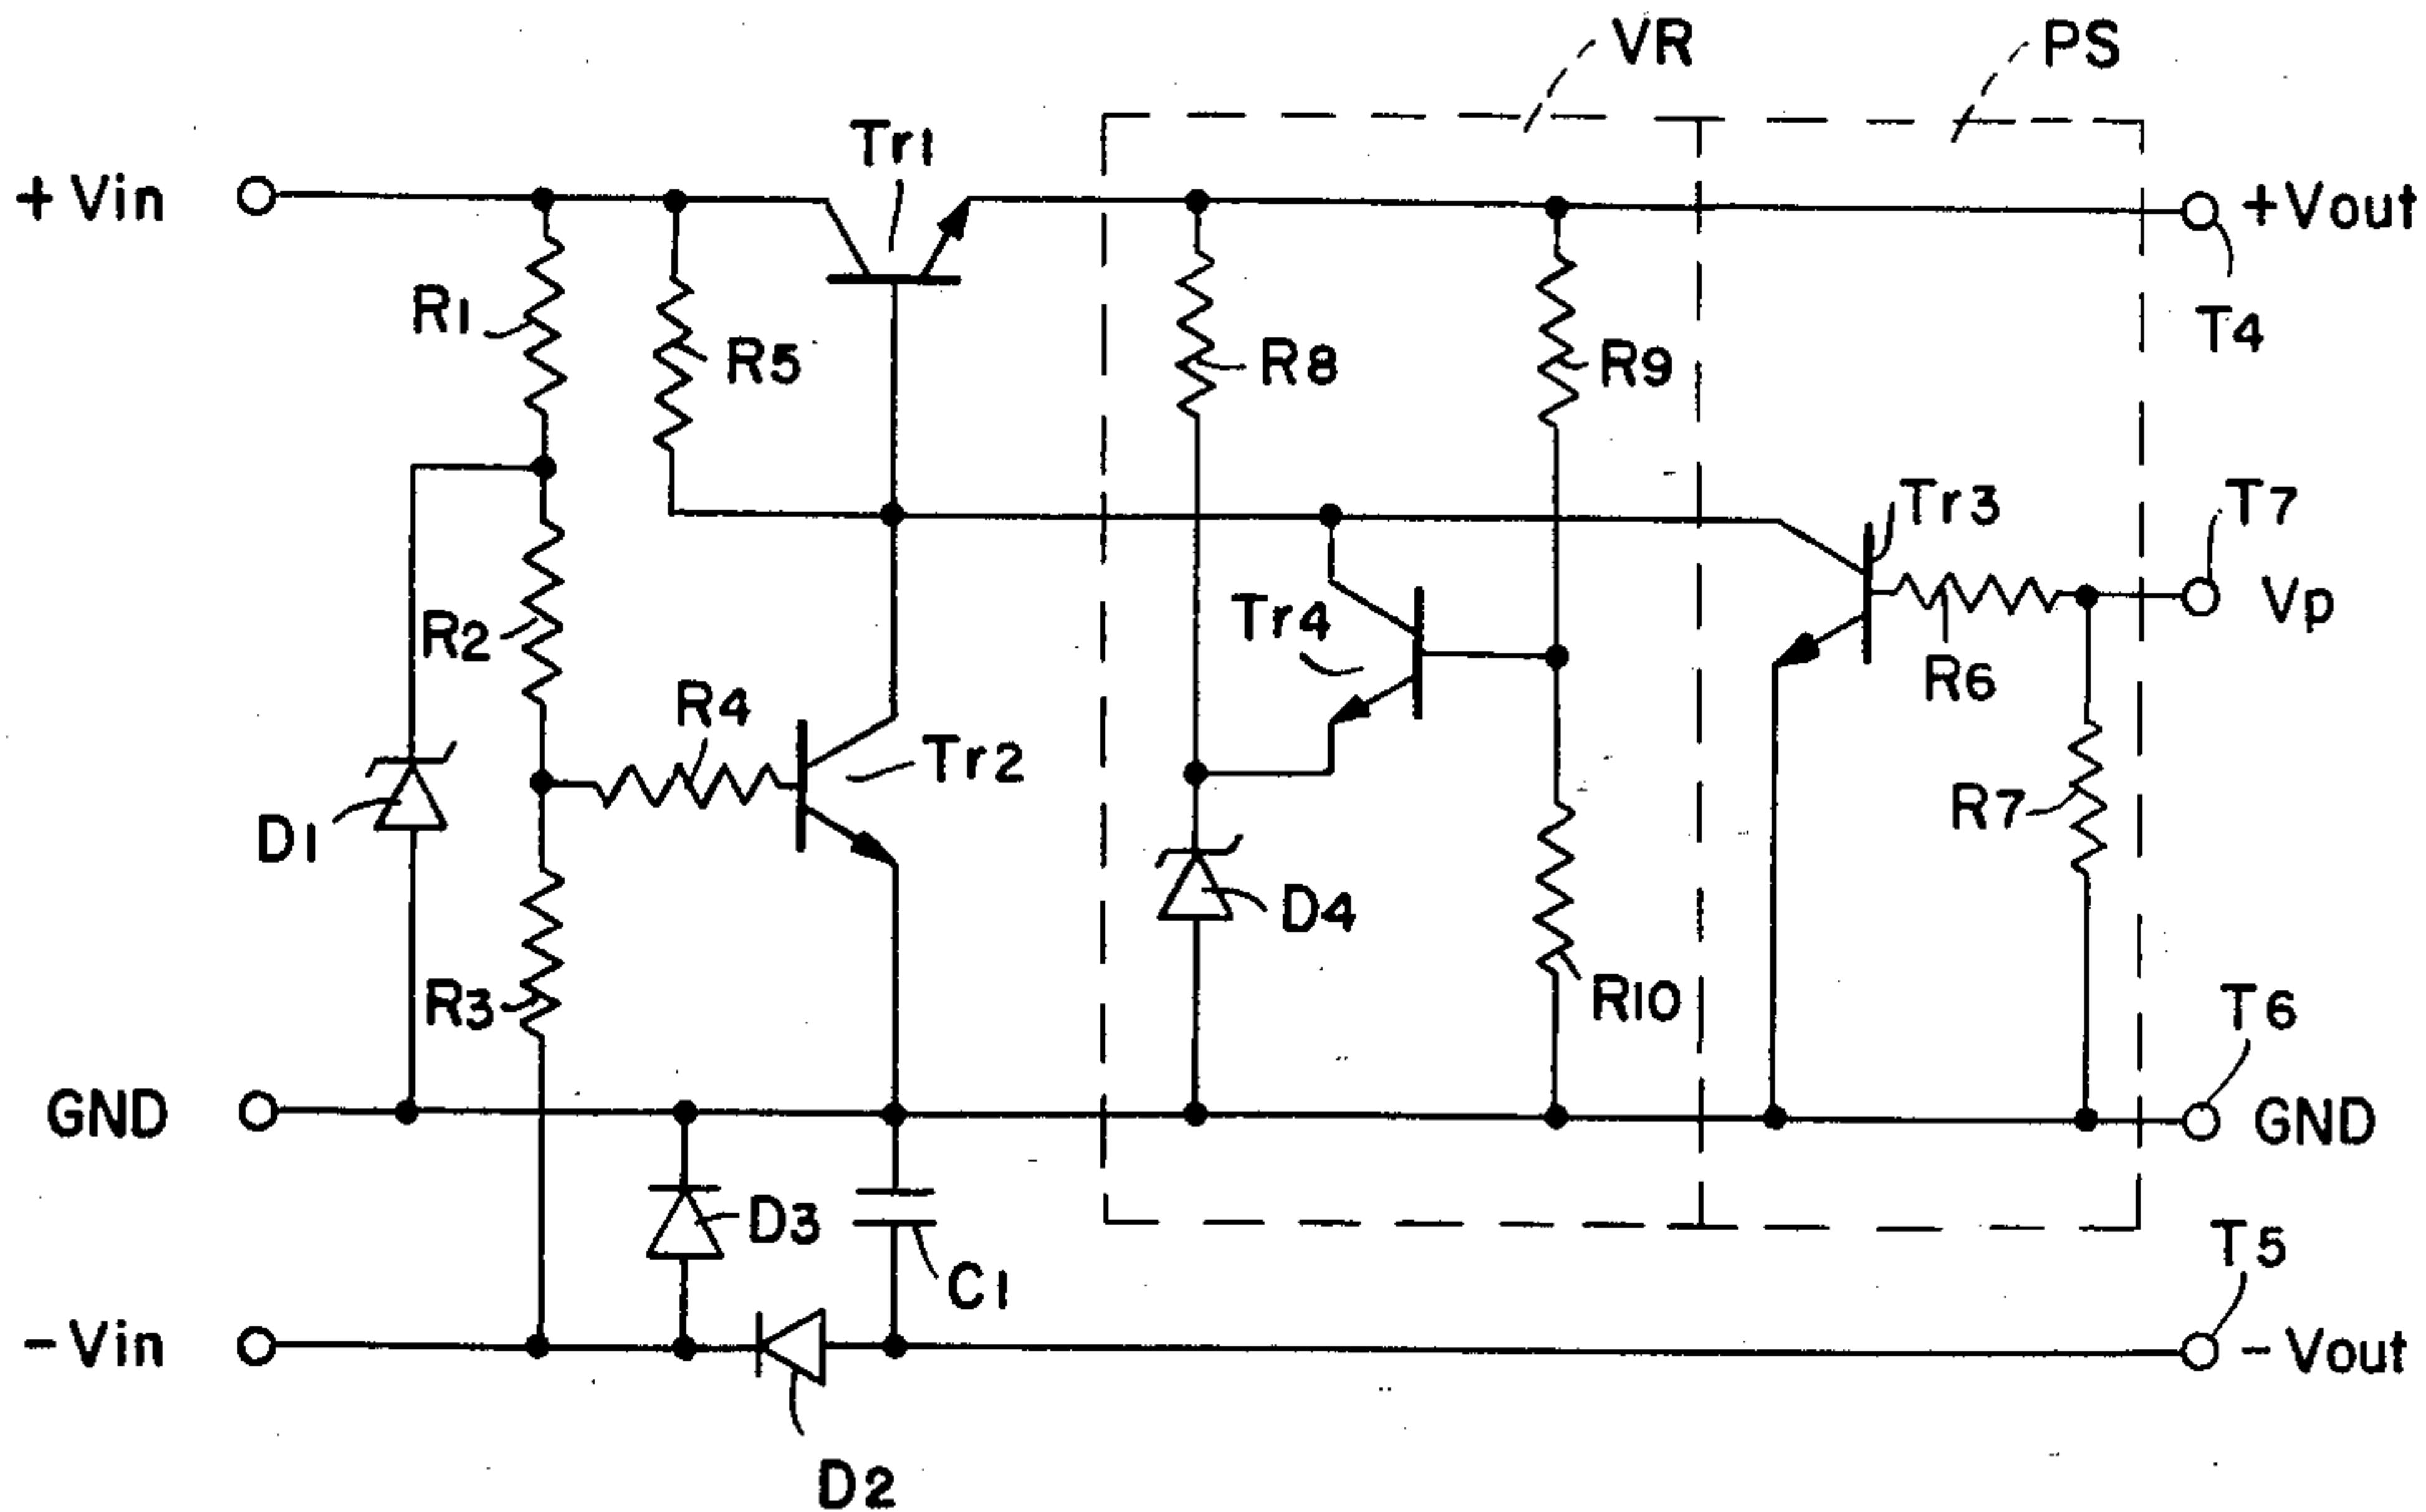 VR
PS
Tr1
+Vin
+Vout
R1
R5
R8
R9
T4
Tr3
T7
Vp
R2
Tr4
R6
R4
Tr2
R7
D1
D4
R3
R10
T6
GND
GND
D3
C1
T5
-Vin
-Vout
D2